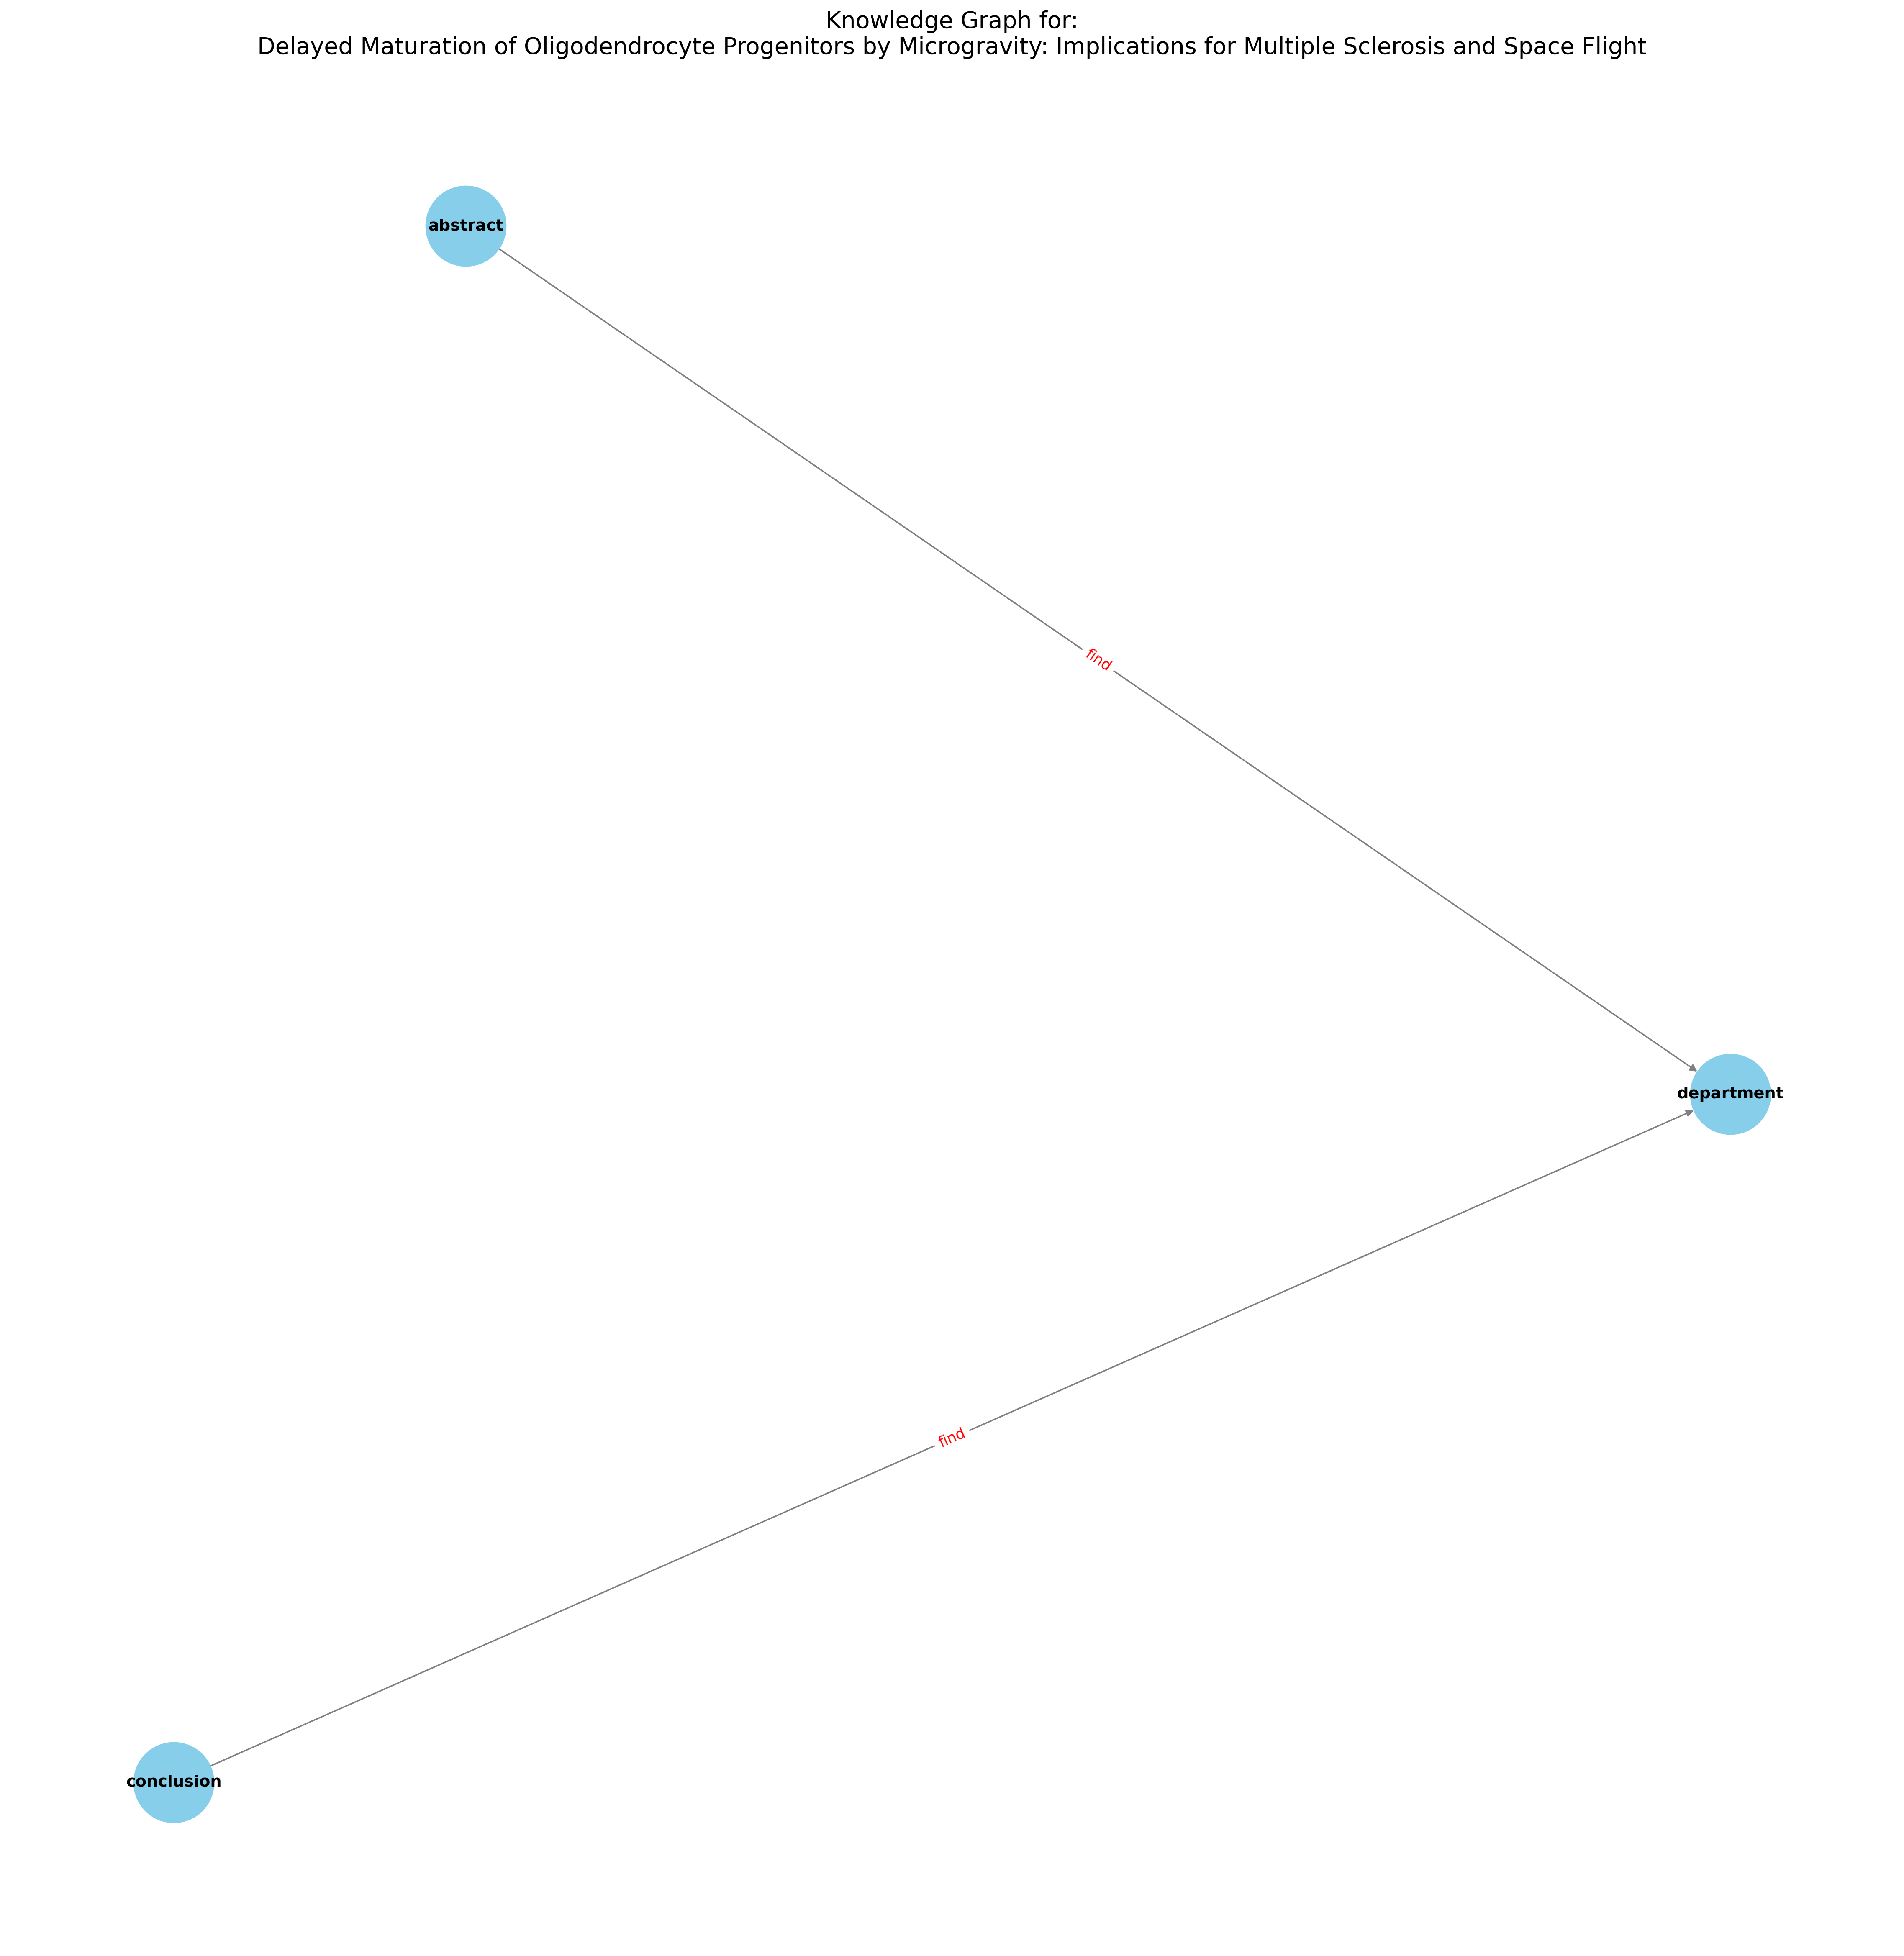 Knowledge Graph for:
Delayed Maturation of Oligodendrocyte Progenitors by Microgravity: Implications for Multiple Sclerosis and Space Flight
abstract
find
department
find
conclusion